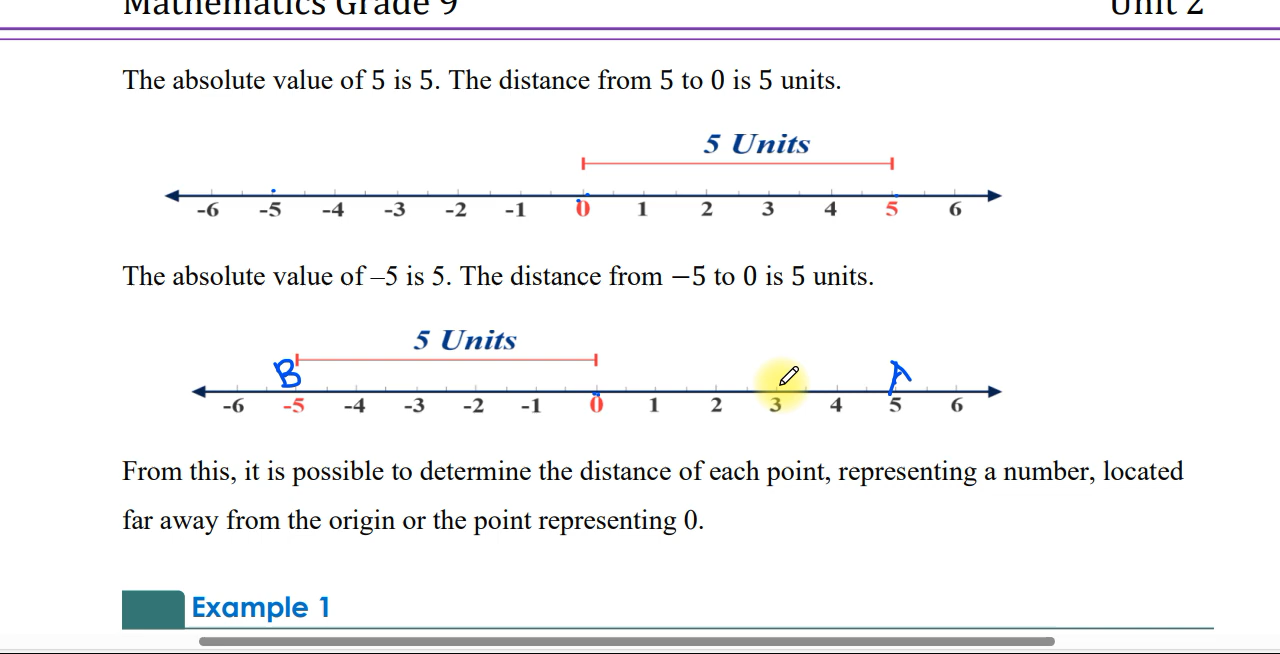 Mathematics Grade 9 Unit 2
The absolute value of 5 is 5. The distance from 5 to 0 is 5 units.
5 Units
-6 -5 -4 -3 -2 -1 0 1 2 3 4 5 6
The absolute value of –5 is 5. The distance from −5 to 0 is 5 units.
5 Units
B A
-6 -5 -4 -3 -2 -1 0 1 2 3 4 5 6
From this, it is possible to determine the distance of each point, representing a number, located
far away from the origin or the point representing 0.
Example 1